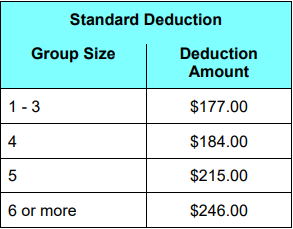 Standard Deduction
Group Size Deduction
Amount
1 - 3 $177.00
4 $184.00
5 $215.00
6 or more $246.00